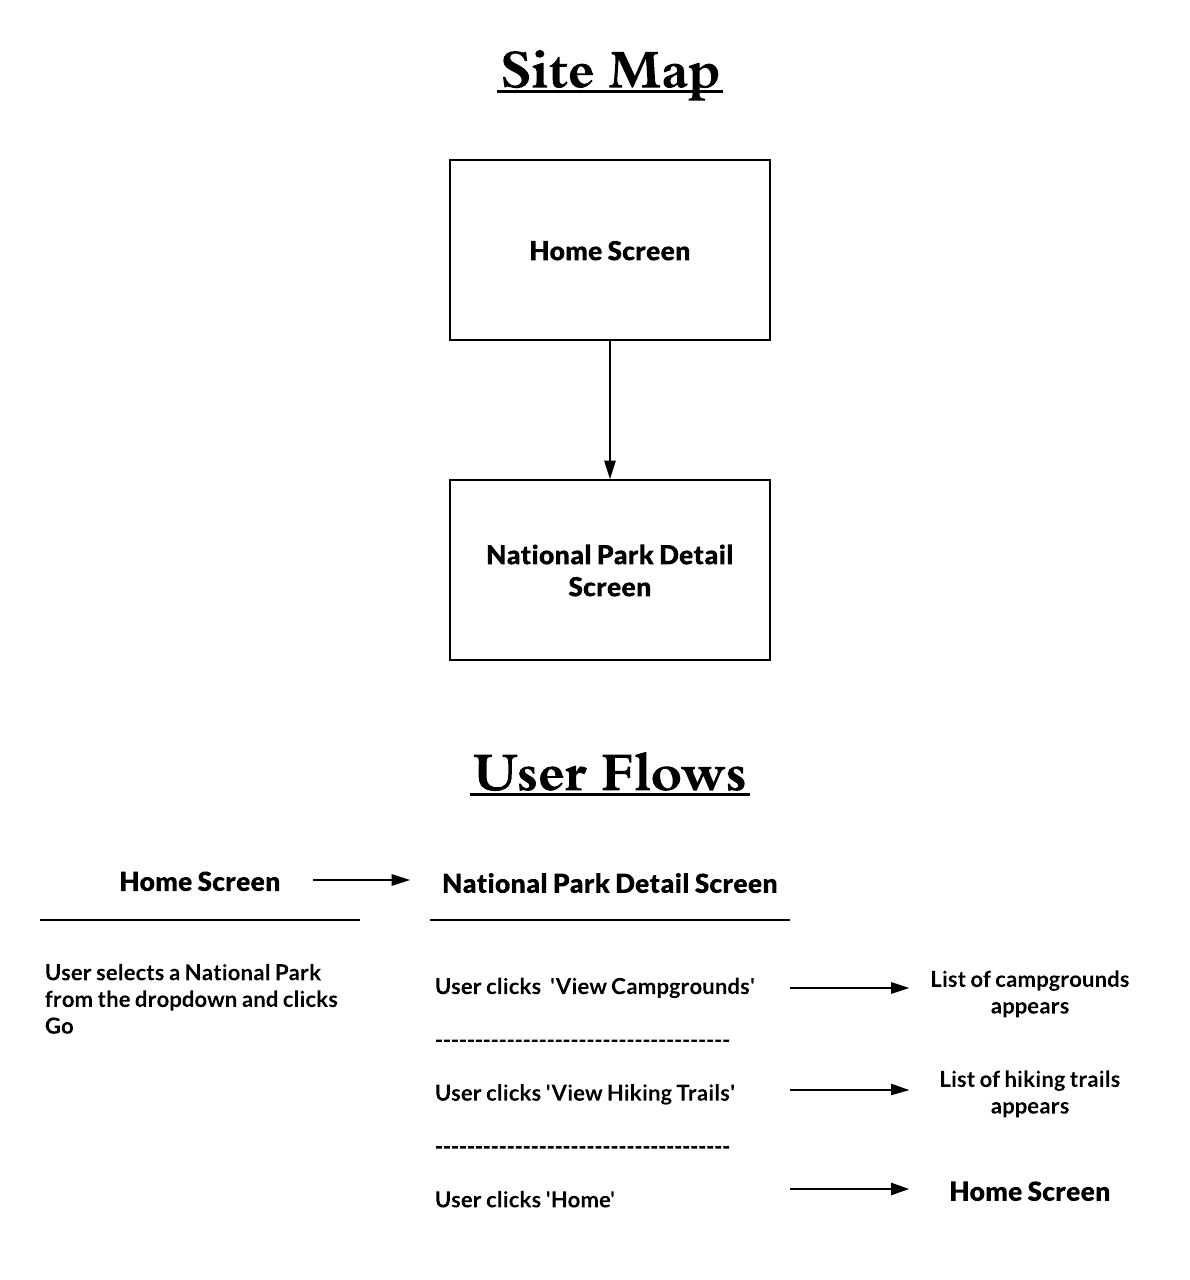 Site Map
Home Screen
National Park Detail
Screen
User Flows
Home Screen
National Park Detail Screen
User selects a National Park
from the dropdown and clicks
Go
User clicks  'View Campgrounds'
List of campgrounds
appears
-------------------------------------
User clicks 'View Hiking Trails'
List of hiking trails
appears
-------------------------------------
User clicks 'Home'
Home Screen